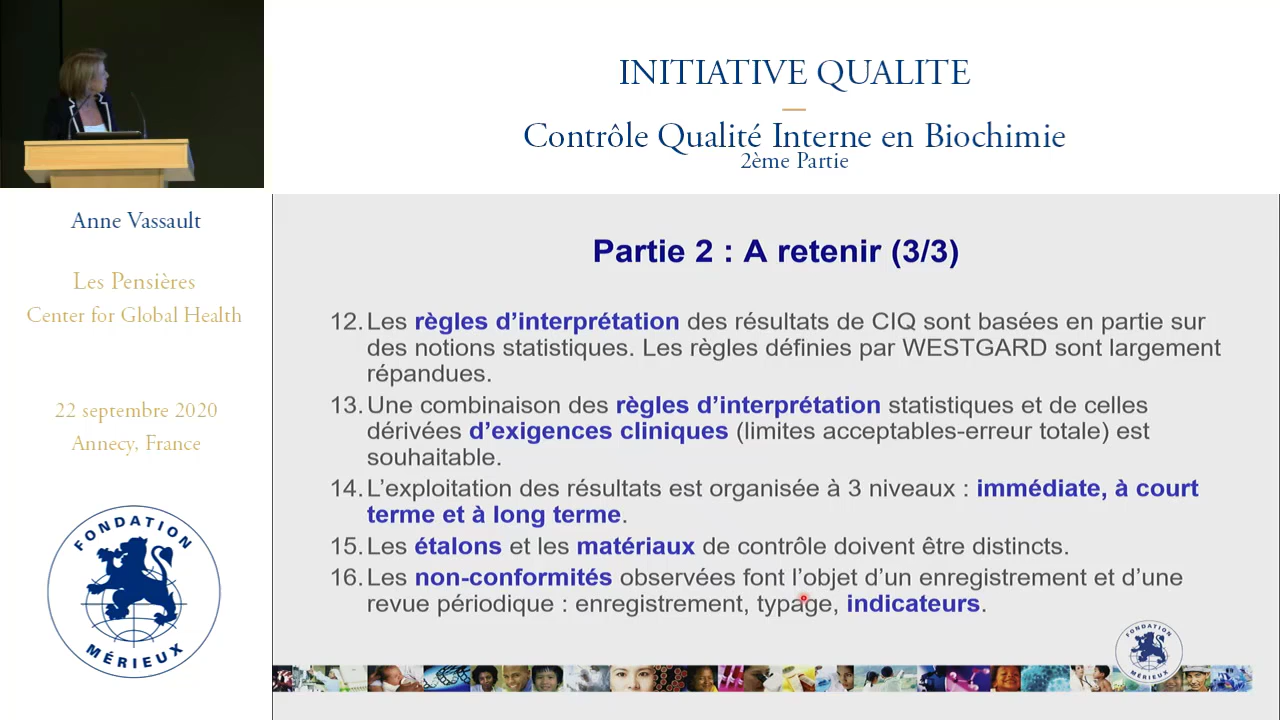 INITIATIVE QUALITE
Contrôle Qualité Interne en Biochimie
2ème Partie
Anne Vassault
Les Pensières
Center for Global Health
22 septembre 2020
Annecy, France
FONDATION
MÉRIEUX
Partie 2 : A retenir (3/3)
12. Les règles d’interprétation des résultats de CIQ sont basées en partie sur
des notions statistiques. Les règles définies par WESTGARD sont largement
répandues.
13. Une combinaison des règles d’interprétation statistiques et de celles
dérivées d’exigences cliniques (limites acceptables-erreur totale) est
souhaitable.
14. L’exploitation des résultats est organisée à 3 niveaux : immédiate, à court
terme et à long terme.
15. Les étalons et les matériaux de contrôle doivent être distincts.
16. Les non-conformités observées font l’objet d’un enregistrement et d’une
revue périodique : enregistrement, typage, indicateurs.
FONDATION
MÉRIEUX